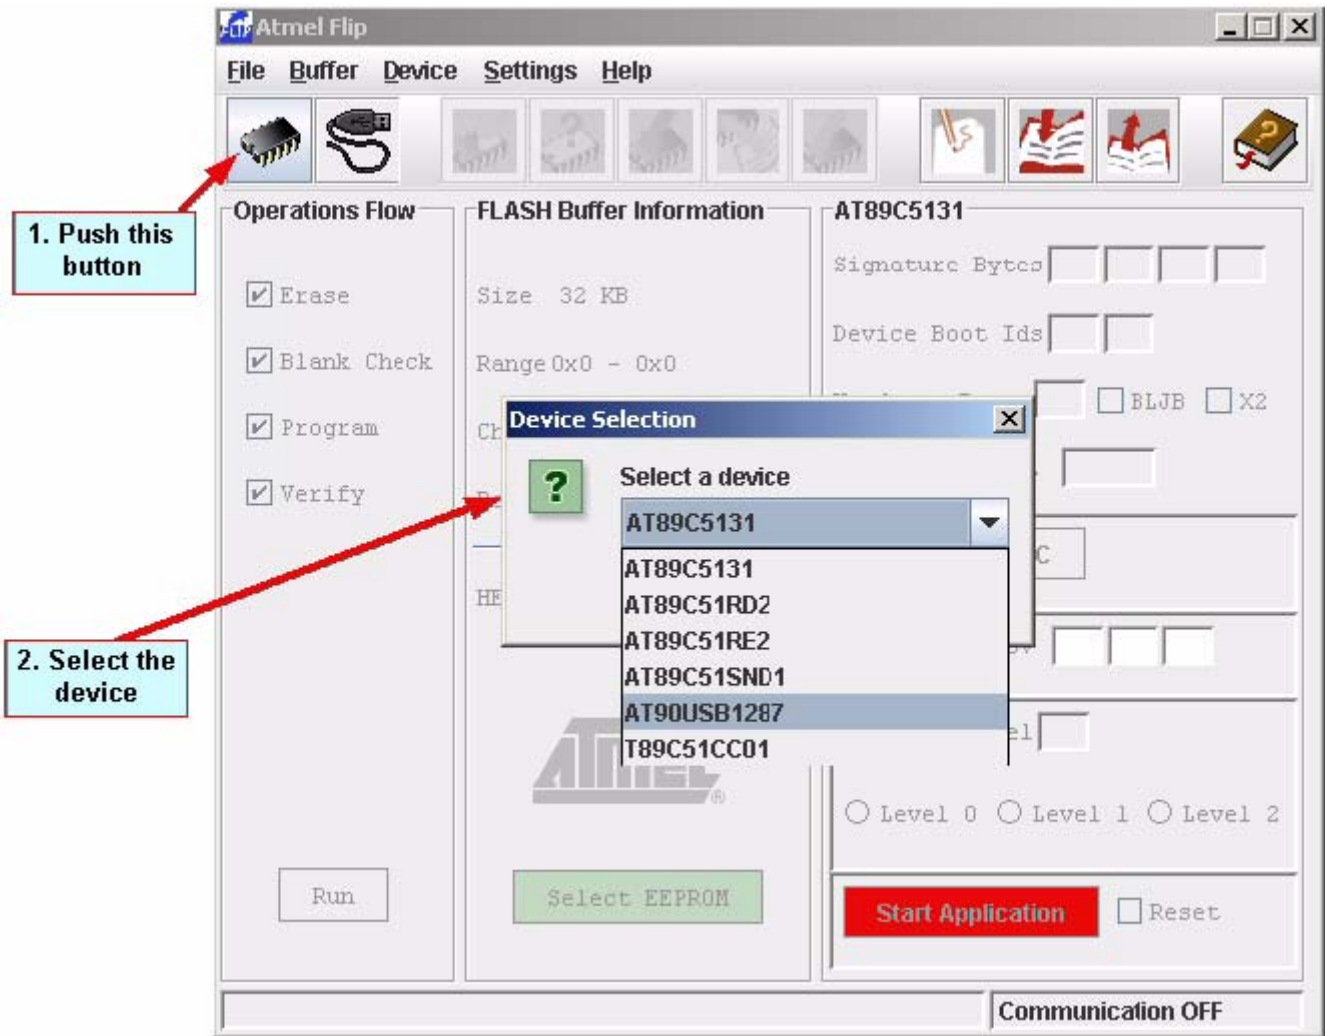 Atmel Flip
File Buffer Device Settings Help
1. Push this
button
Operations Flow
Erase
Blank Check
Program
Verify
Run
FLASH Buffer Information
Size 32 KB
Range 0x0 - 0x0
HE
ATMEL
®
Select EEPROM
AT89C5131
Signature Bytes
Device Boot Ids
BLJB X2
C
el
Level 0 Level 1 Level 2
Start Application Reset
Device Selection
?
Select a device
AT89C5131
AT89C5131
AT89C51RD2
AT89C51RE2
AT89C51SND1
AT90USB1287
T89C51CC01
2. Select the
device
Communication OFF